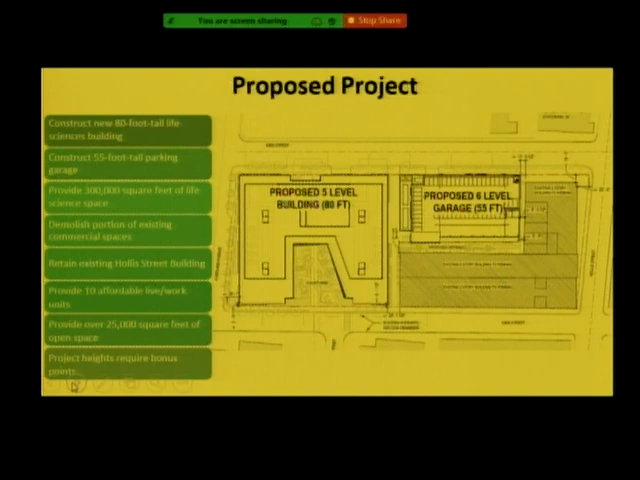 You are screen sharing
Stop Share
Proposed Project
Construct new 80-foot-tall life
sciences building
Construct 55-foot-tall parking
garage
Provide 300,000 square feet of life
science space
Demolish portion of existing
commercial spaces
Retain existing Hollis Street Building
Provide 10 affordable live/work
units
Provide over 25,000 square feet of
open space
Project heights require bonus
points
PROPOSED 5 LEVEL
BUILDING (80 FT)
PROPOSED 6 LEVEL
GARAGE (55 FT)